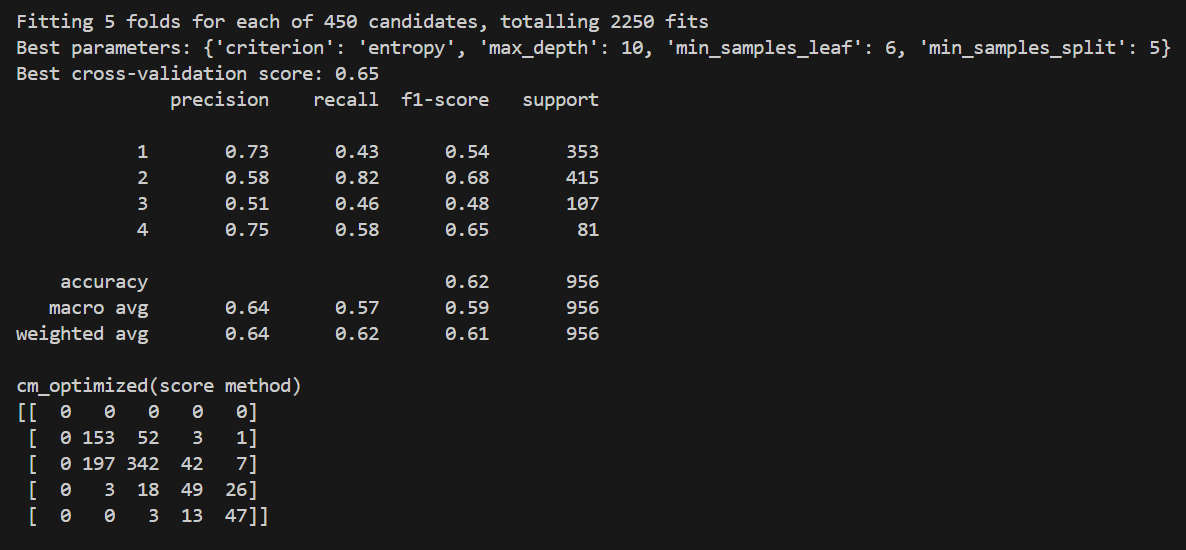 Fitting 5 folds for each of 450 candidates, totalling 2250 fits
Best parameters: {'criterion': 'entropy', 'max_depth': 10, 'min_samples_leaf': 6, 'min_samples_split': 5}
Best cross-validation score: 0.65
              precision    recall  f1-score   support

           1       0.73      0.43      0.54       353
           2       0.58      0.82      0.68       415
           3       0.51      0.46      0.48       107
           4       0.75      0.58      0.65        81

    accuracy                           0.62       956
   macro avg       0.64      0.57      0.59       956
weighted avg       0.64      0.62      0.61       956

cm_optimized(score method)
[[  0   0   0   0   0]
 [  0 153  52   3   1]
 [  0 197 342  42   7]
 [  0   3  18  49  26]
 [  0   0   3  13  47]]